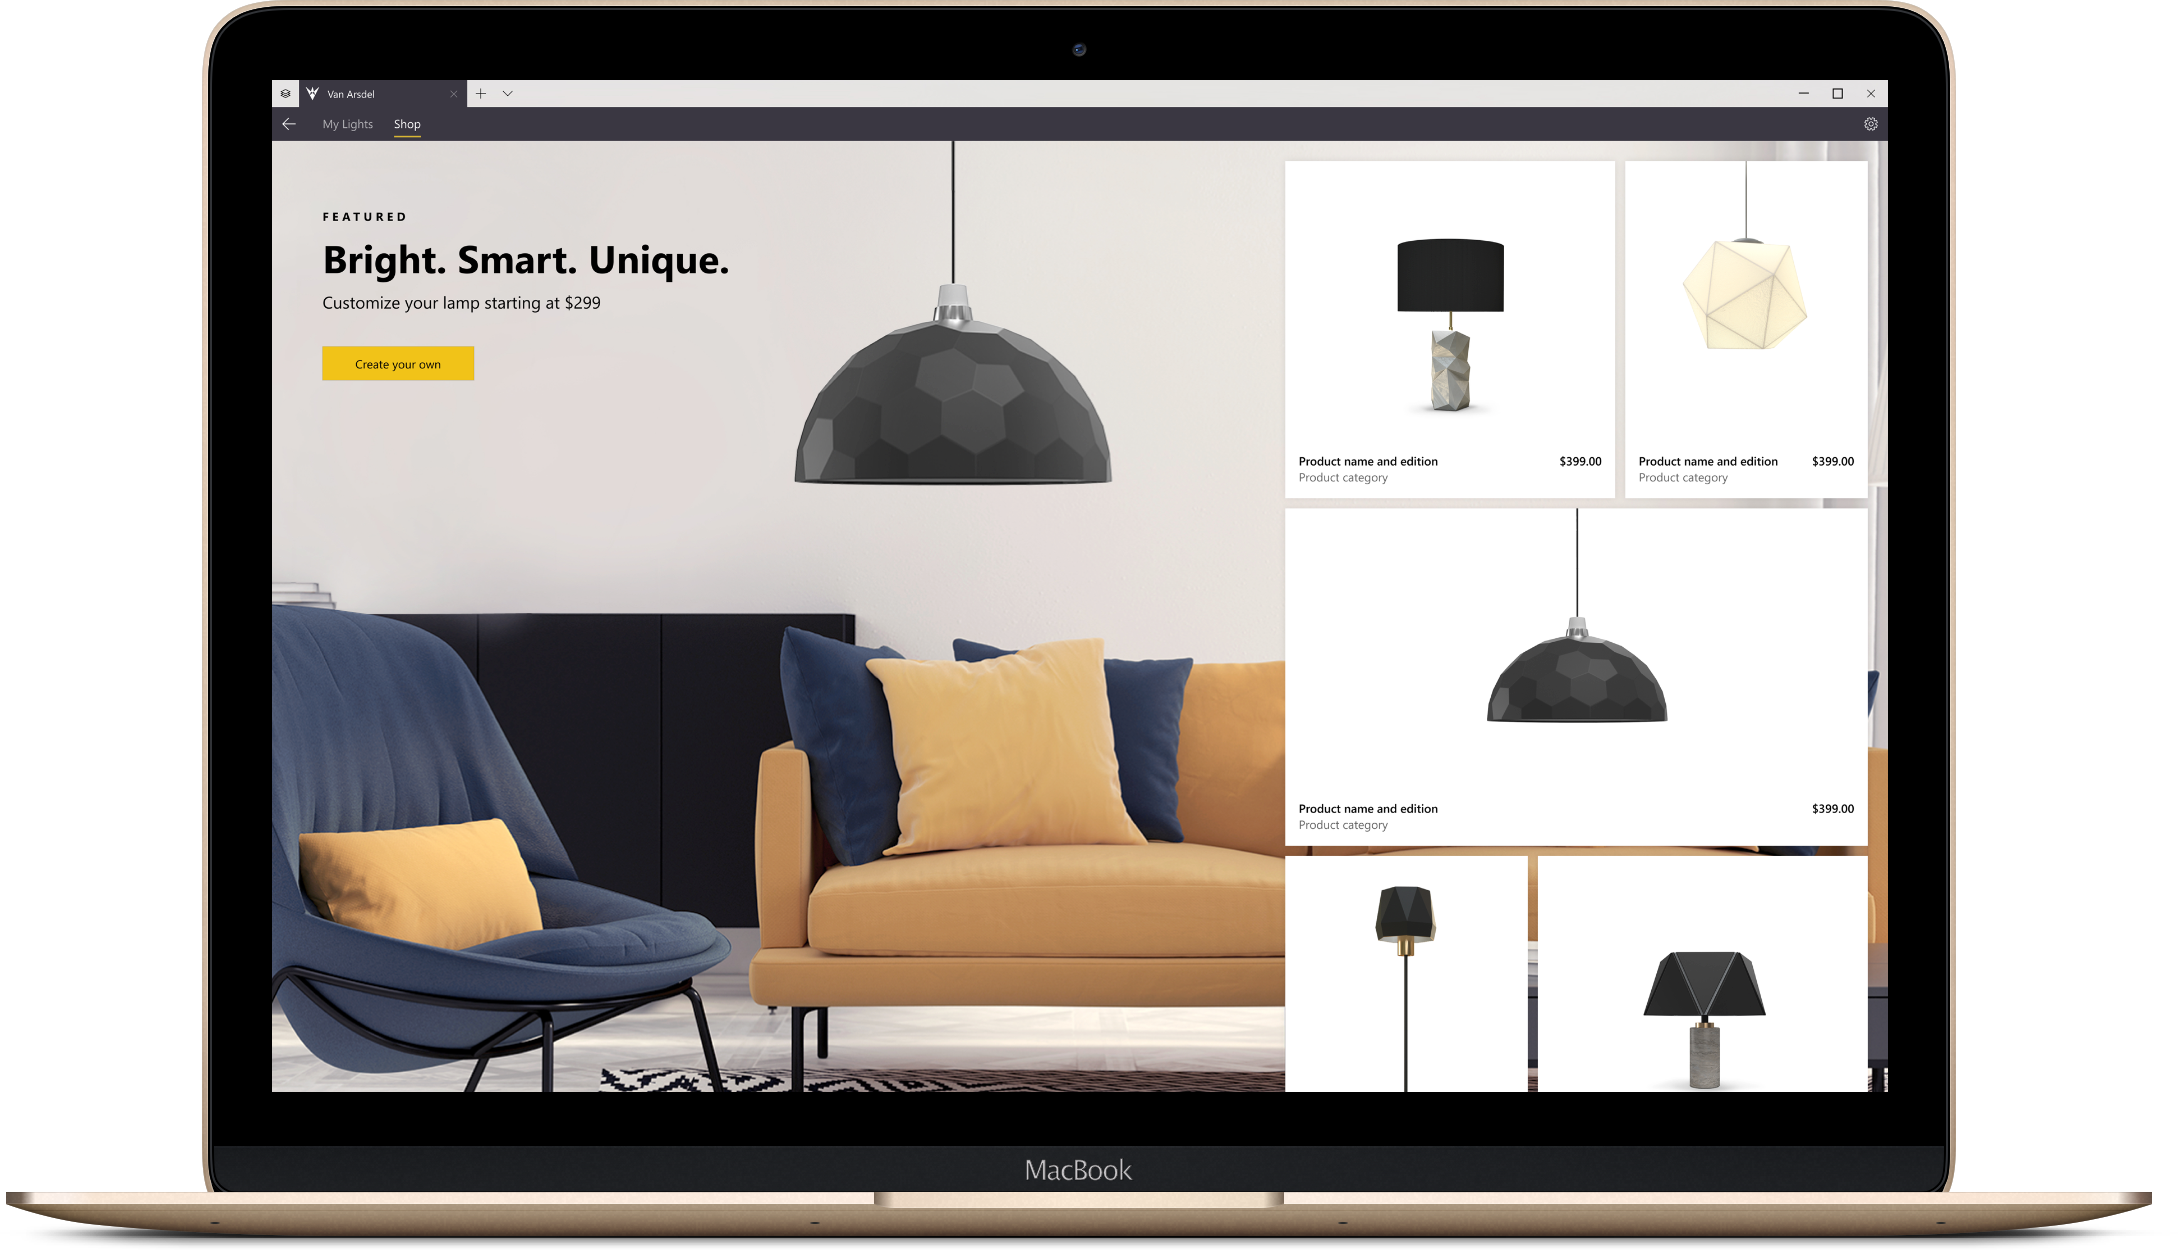 Van Arsdel
My Lights
Shop
FEATURED
Bright. Smart. Unique.
Customize your lamp starting at $299
Create your own
Product name and edition
$399.00
Product category
Product name and edition
$399.00
Product category
Product name and edition
$399.00
Product category
MacBook